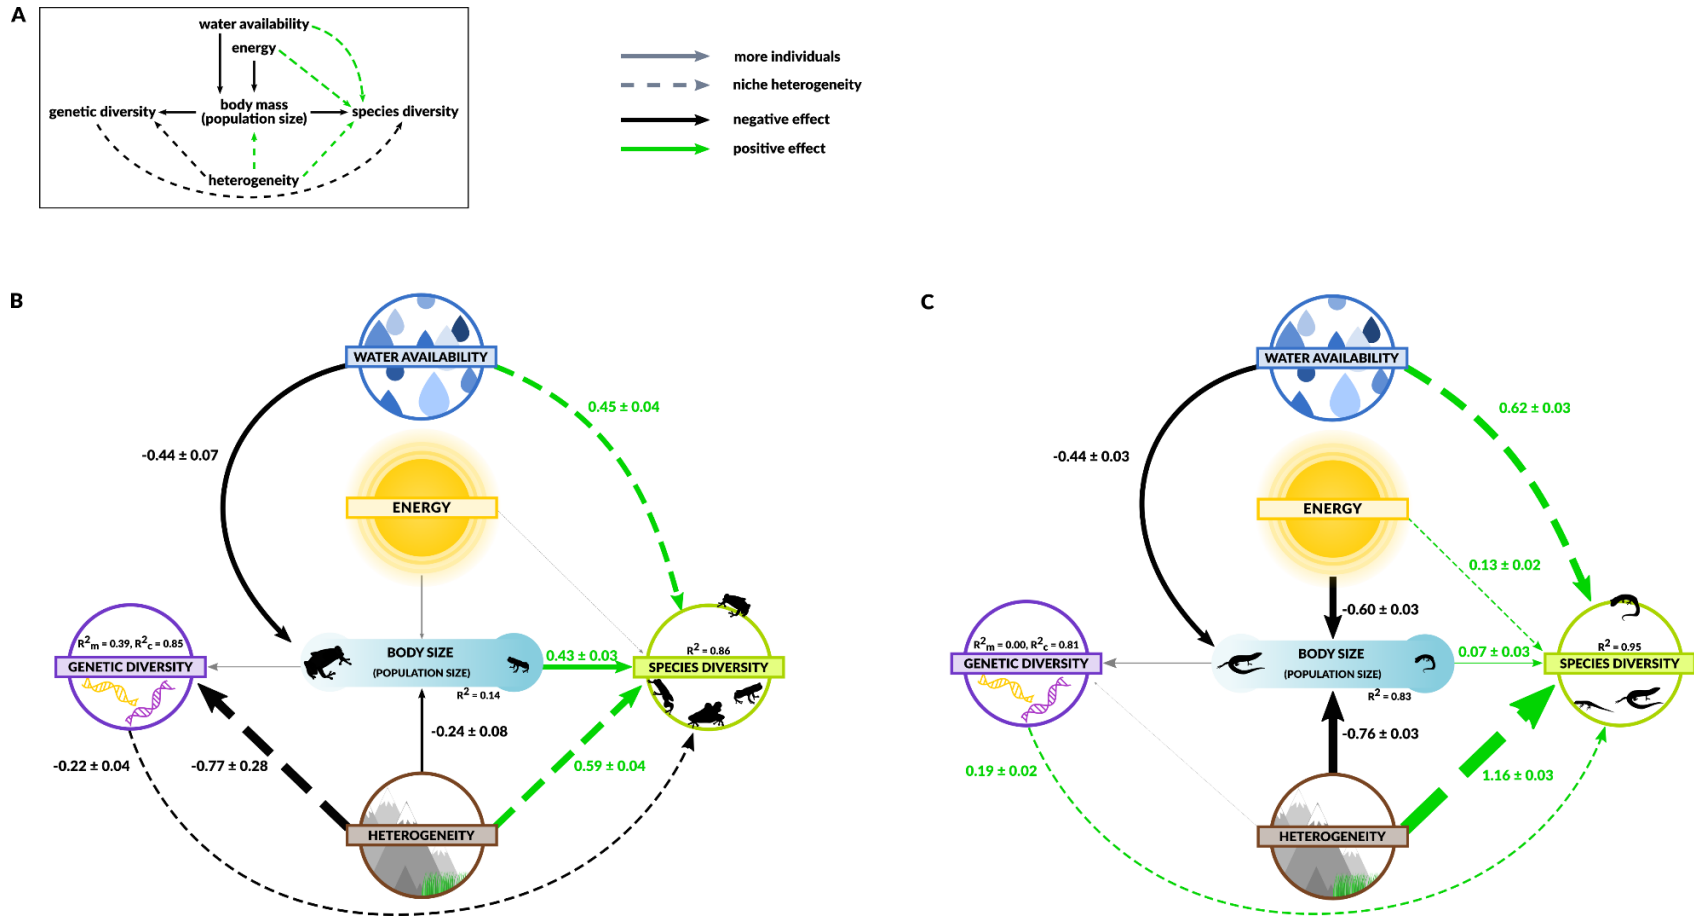 A
water availability
energy
genetic diversity
body mass
(population size)
species diversity
heterogeneity
more individuals
niche heterogeneity
negative effect
positive effect
B
WATER AVAILABILITY
0.45 ± 0.04
-0.44 ± 0.07
ENERGY
R²m = 0.39, R²c = 0.85
GENETIC DIVERSITY
BODY SIZE
(POPULATION SIZE)
R² = 0.14
0.43 ± 0.03
R² = 0.86
SPECIES DIVERSITY
-0.24 ± 0.08
-0.22 ± 0.04
-0.77 ± 0.28
0.59 ± 0.04
HETEROGENEITY
C
WATER AVAILABILITY
0.62 ± 0.03
-0.44 ± 0.03
ENERGY
0.13 ± 0.02
-0.60 ± 0.03
R²m = 0.00, R²c = 0.81
GENETIC DIVERSITY
BODY SIZE
(POPULATION SIZE)
R² = 0.83
0.07 ± 0.03
R² = 0.95
SPECIES DIVERSITY
-0.76 ± 0.03
0.19 ± 0.02
1.16 ± 0.03
HETEROGENEITY